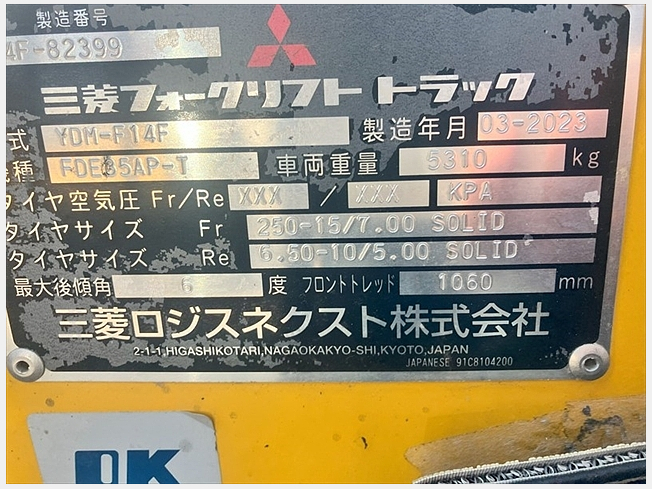 製造番号
4F-82399
三菱フォークリフトトラック
式 YDM-F14F 製造年月 03-2023
機種 車両重量 5310 kg
タイヤ空気圧 Fr/Re XXX / XXX KPA
タイヤサイズ Fr 250-15/7.00 SOLID
タイヤサイズ Re 6.50-10/5.00 SOLID
最大後傾角 6 度 フロントトレッド 1060 mm
三菱ロジスネクスト株式会社
2-1-1,HIGASHIKOTARI,NAGAOKAKYO-SHI,KYOTO,JAPAN
JAPANESE 91C8104200
OK